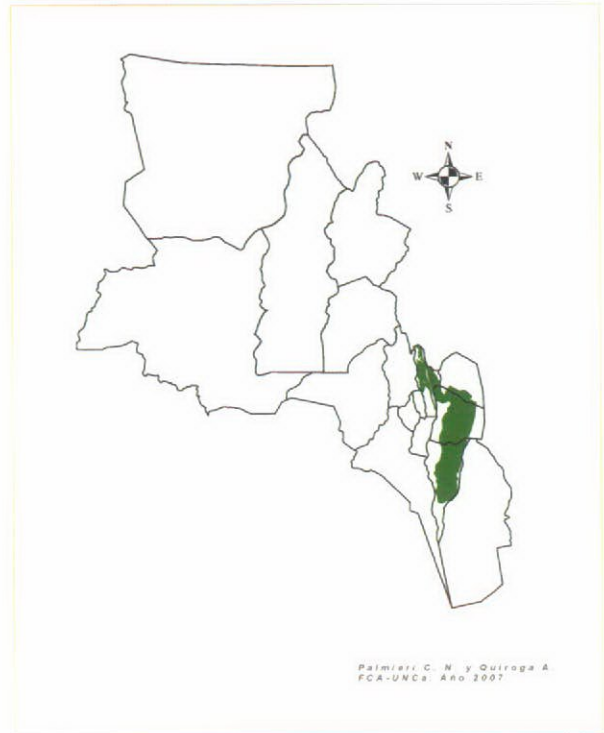 N
W E
S
Palmieri C. N. y Quiroga A.
FCA-UNCa. Año 2007